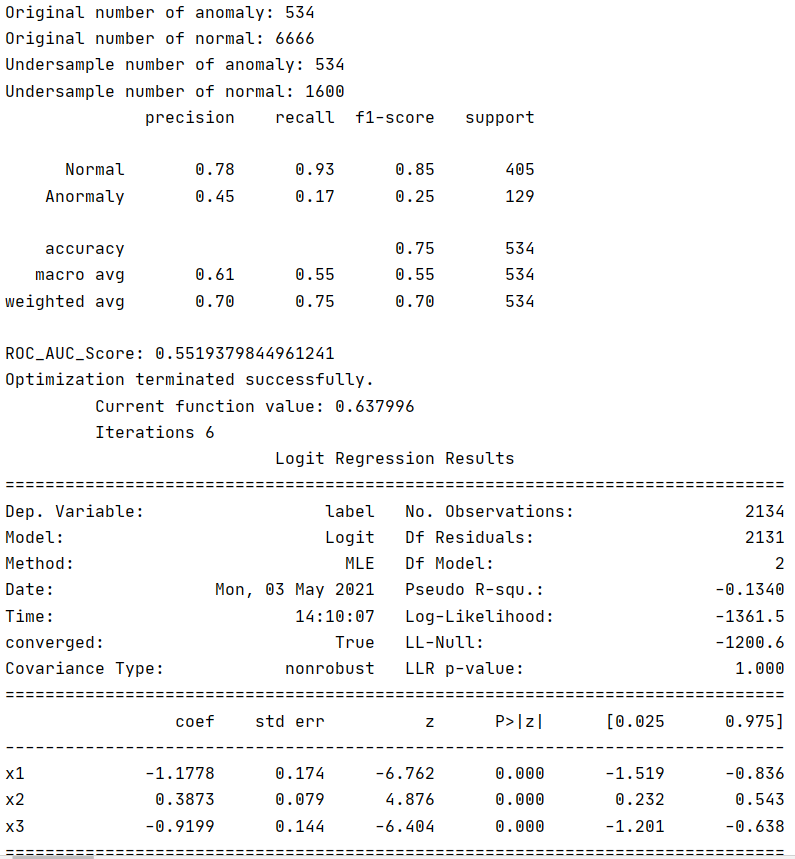 Original number of anomaly: 534
Original number of normal: 6666
Undersample number of anomaly: 534
Undersample number of normal: 1600
              precision    recall  f1-score   support

      Normal       0.78      0.93      0.85       405
    Anormaly       0.45      0.17      0.25       129

    accuracy                           0.75       534
   macro avg       0.61      0.55      0.55       534
weighted avg       0.70      0.75      0.70       534

ROC_AUC_Score: 0.5519379844961241
Optimization terminated successfully.
         Current function value: 0.637996
         Iterations 6
                           Logit Regression Results
==============================================================================
Dep. Variable:                  label   No. Observations:                 2134
Model:                          Logit   Df Residuals:                     2131
Method:                           MLE   Df Model:                            2
Date:                Mon, 03 May 2021   Pseudo R-squ.:                 -0.1340
Time:                        14:10:07   Log-Likelihood:                -1361.5
converged:                       True   LL-Null:                       -1200.6
Covariance Type:            nonrobust   LLR p-value:                     1.000
==============================================================================
                 coef    std err          z      P>|z|      [0.025      0.975]
------------------------------------------------------------------------------
x1            -1.1778      0.174     -6.762      0.000      -1.519      -0.836
x2             0.3873      0.079      4.876      0.000       0.232       0.543
x3            -0.9199      0.144     -6.404      0.000      -1.201      -0.638
==============================================================================